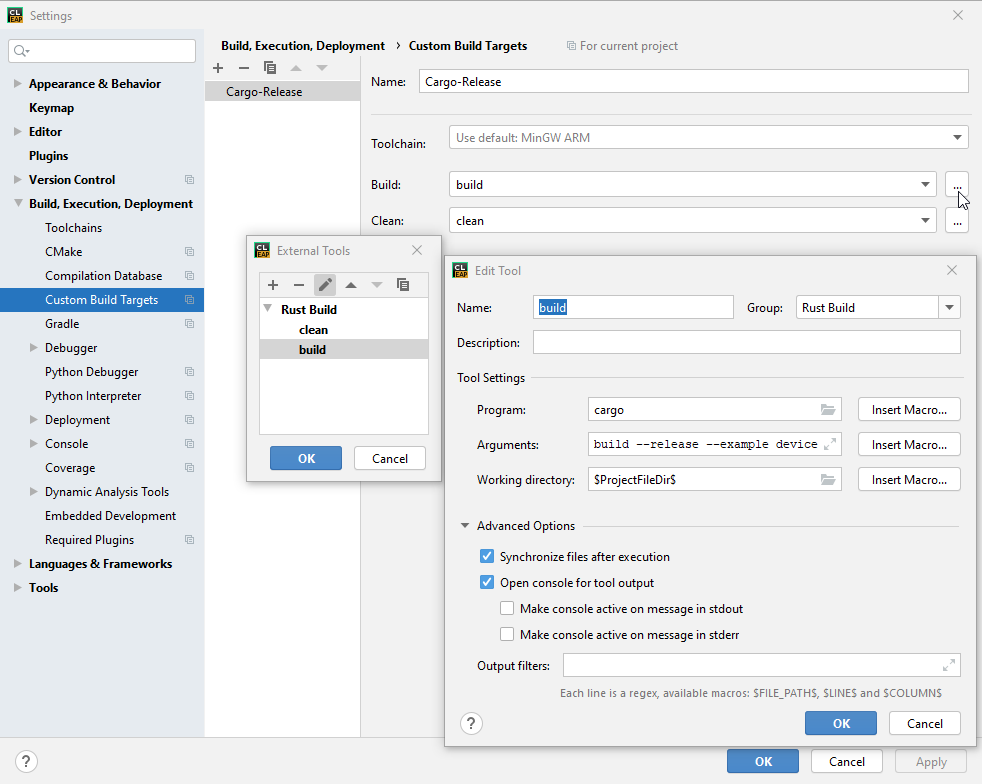 CL EAP Settings
Build, Execution, Deployment › Custom Build Targets For current project
Appearance & Behavior
Keymap
Editor
Plugins
Version Control
Build, Execution, Deployment
Toolchains
CMake
Compilation Database
Custom Build Targets
Gradle
Debugger
Python Debugger
Python Interpreter
Deployment
Console
Coverage
Dynamic Analysis Tools
Embedded Development
Required Plugins
Languages & Frameworks
Tools
Cargo-Release
Name: Cargo-Release
Toolchain: Use default: MinGW ARM
Build: build ...
Clean: clean ...
CL EAP External Tools
Rust Build
clean
build
OK Cancel
CL EAP Edit Tool
Name: build Group: Rust Build
Description:
Tool Settings
Program: cargo Insert Macro...
Arguments: build --release --example device Insert Macro...
Working directory: $ProjectFileDir$ Insert Macro...
Advanced Options
Synchronize files after execution
Open console for tool output
Make console active on message in stdout
Make console active on message in stderr
Output filters:
Each line is a regex, available macros: $FILE_PATH$, $LINE$ and $COLUMN$
? OK Cancel
? OK Cancel Apply